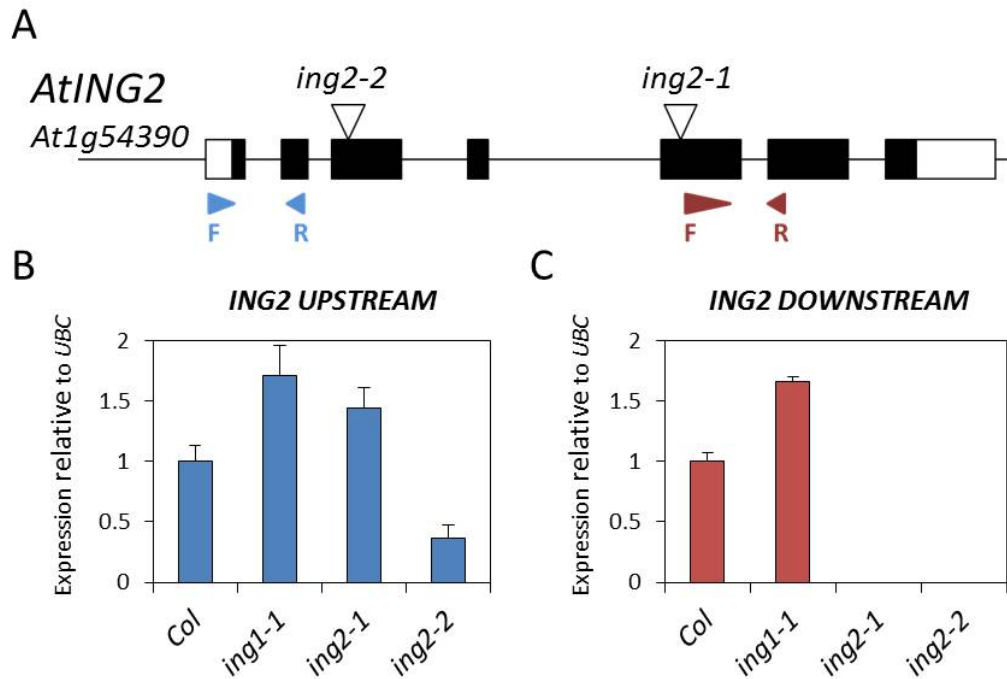 A
AtING2
At1g54390
ing2-2
ing2-1
F
R
F
R
B
ING2 UPSTREAM
Expression relative to UBC
2
1.5
1
0.5
0
Col
ing1-1
ing2-1
ing2-2
C
ING2 DOWNSTREAM
Expression relative to UBC
2
1.5
1
0.5
0
Col
ing1-1
ing2-1
ing2-2